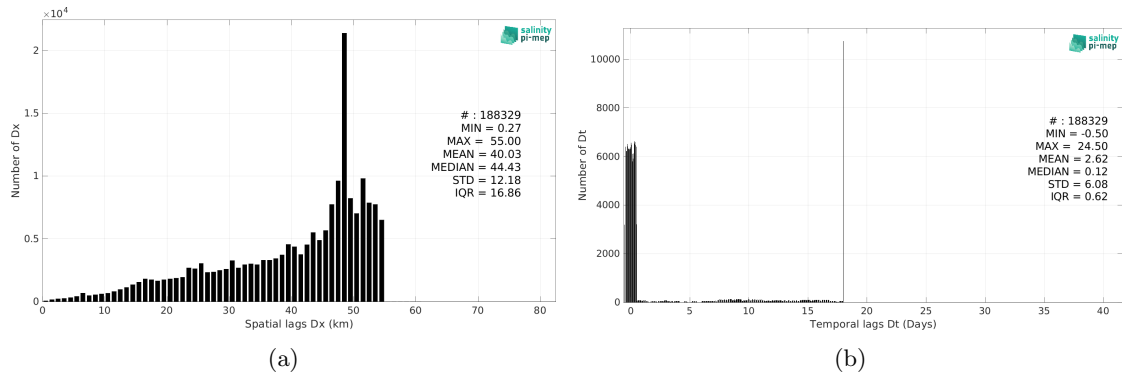 ×10⁴
2
1.5
1
0.5
0
Number of Dx
salinity
pi-mep
# : 188329
MIN = 0.27
MAX = 55.00
MEAN = 40.03
MEDIAN = 44.43
STD = 12.18
IQR = 16.86
0 10 20 30 40 50 60 70 80
Spatial lags Dx (km)
(a)
10000
8000
6000
4000
2000
0
Number of Dt
salinity
pi-mep
# : 188329
MIN = -0.50
MAX = 24.50
MEAN = 2.62
MEDIAN = 0.12
STD = 6.08
IQR = 0.62
0 5 10 15 20 25 30 35 40
Temporal lags Dt (Days)
(b)